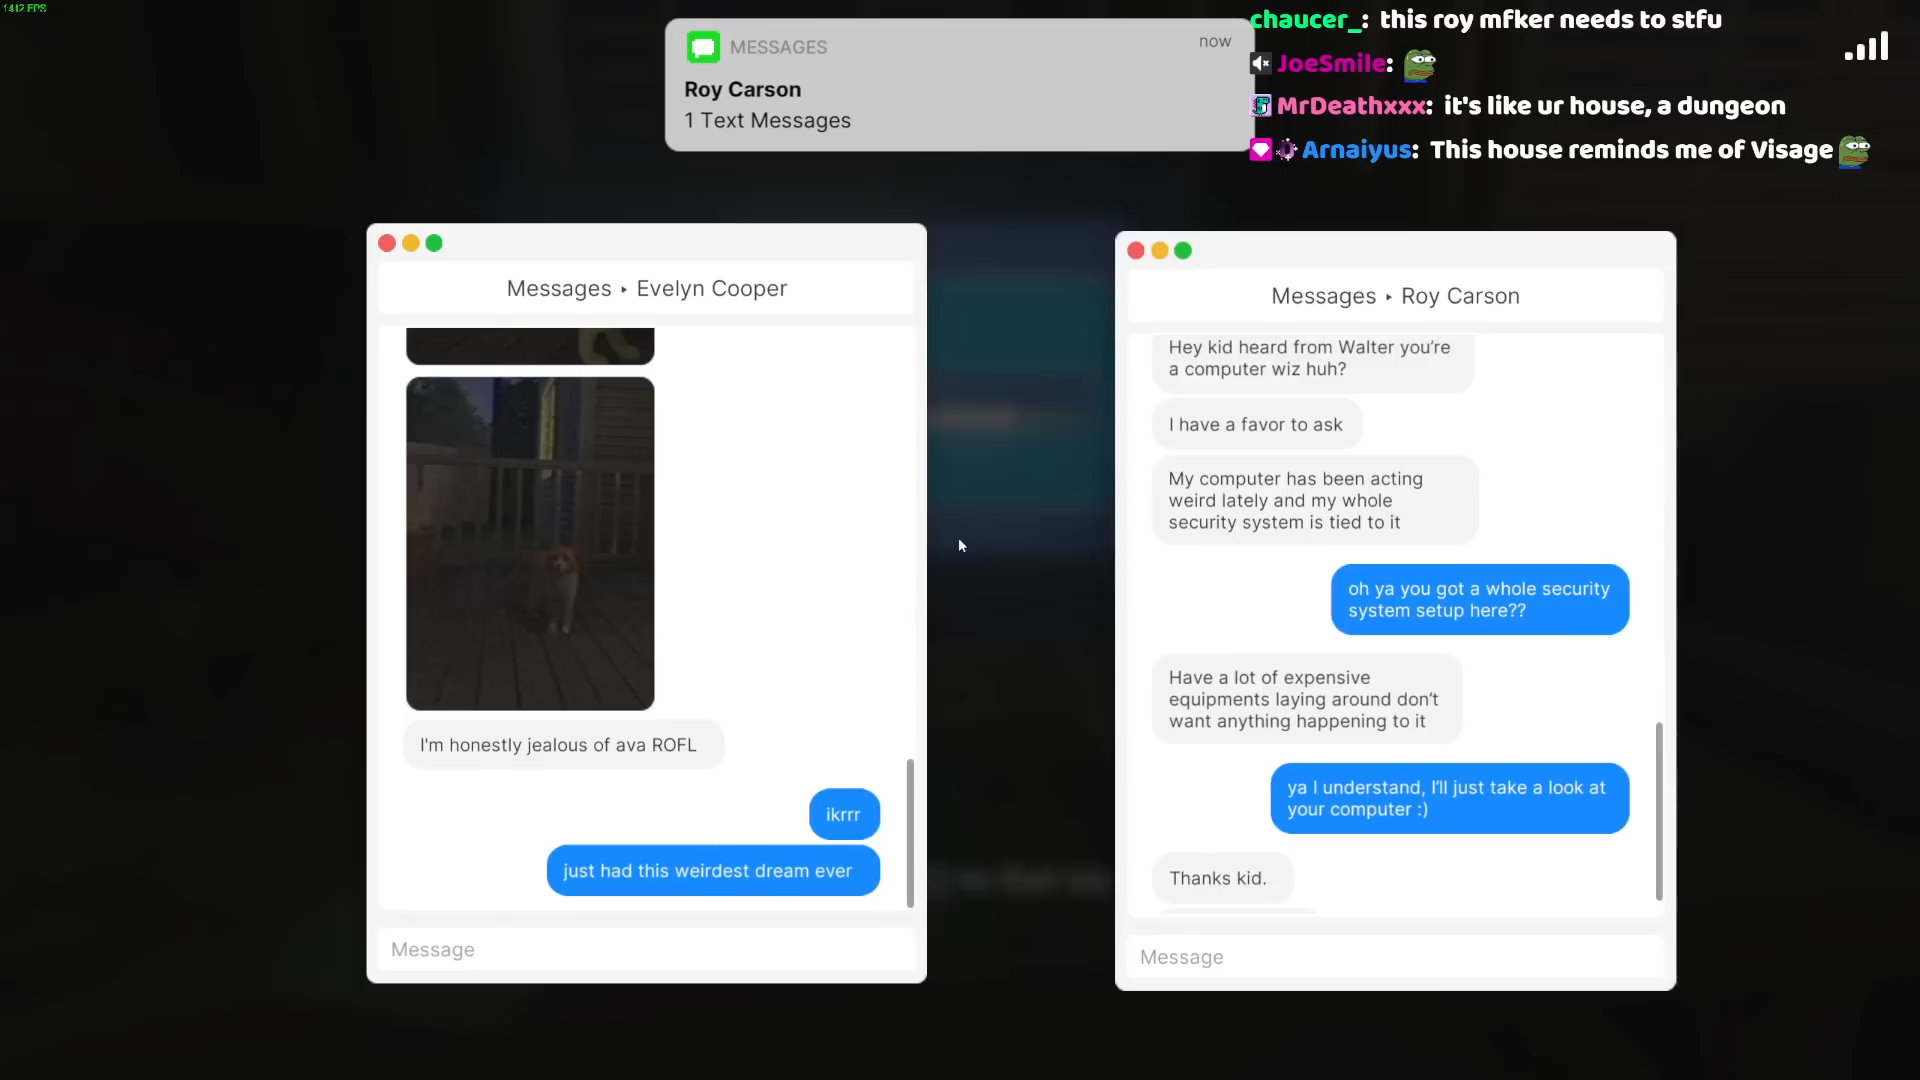 1412 FPS
MESSAGES
now
Roy Carson
1 Text Messages
chaucer_: this roy mfker needs to stfu
JoeSmile:
MrDeathxxx: it's like ur house, a dungeon
Arnaiyus: This house reminds me of Visage
Messages ‣ Evelyn Cooper
I'm honestly jealous of ava ROFL
ikrrr
just had this weirdest dream ever
Message
Messages ‣ Roy Carson
Hey kid heard from Walter you’re
a computer wiz huh?
I have a favor to ask
My computer has been acting
weird lately and my whole
security system is tied to it
oh ya you got a whole security
system setup here??
Have a lot of expensive
equipments laying around don’t
want anything happening to it
ya I understand, I’ll just take a look at
your computer :)
Thanks kid.
Message